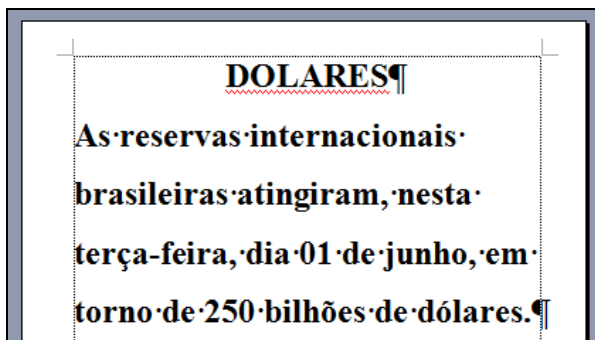 DOLARES¶
As·reservas·internacionais·
brasileiras·atingiram,·nesta·
terça-feira,·dia·01·de·junho,·em·
torno·de·250·bilhões·de·dólares.¶